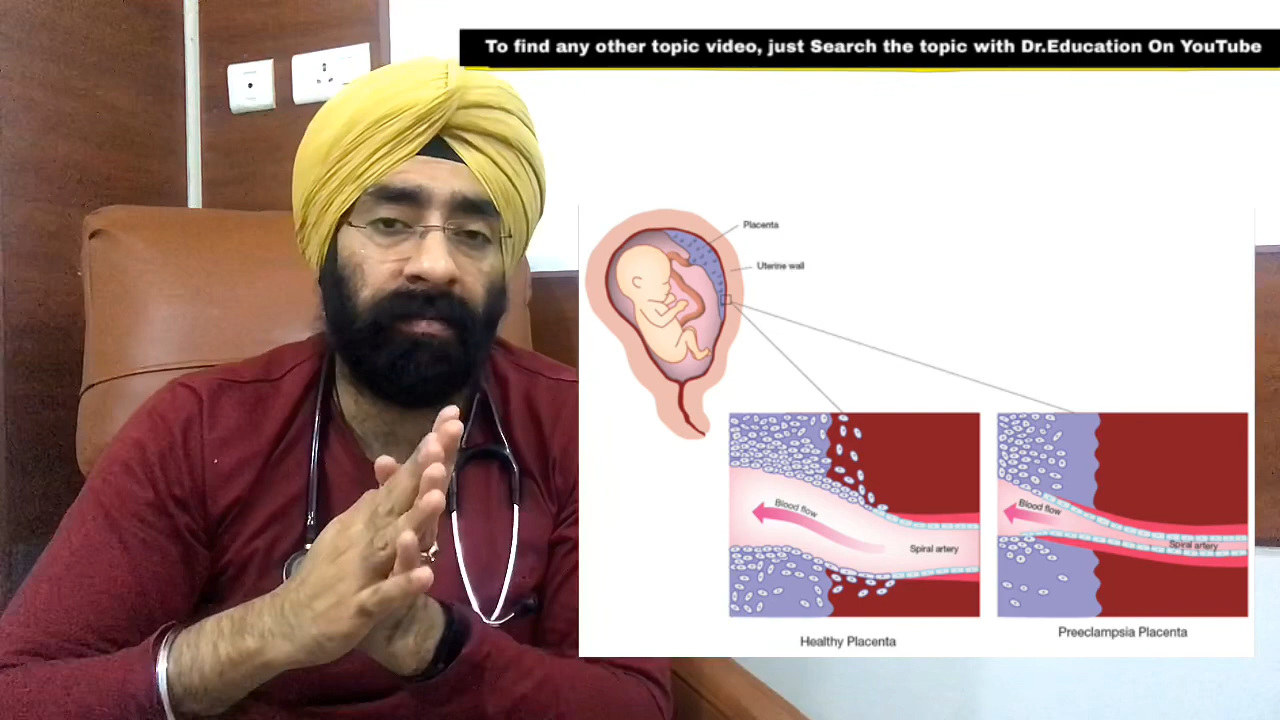 To find any other topic video, just Search the topic with Dr.Education On YouTube
Placenta
Uterine wall
Blood flow
Spiral artery
Blood flow
Spiral artery
Healthy Placenta
Preeclampsia Placenta